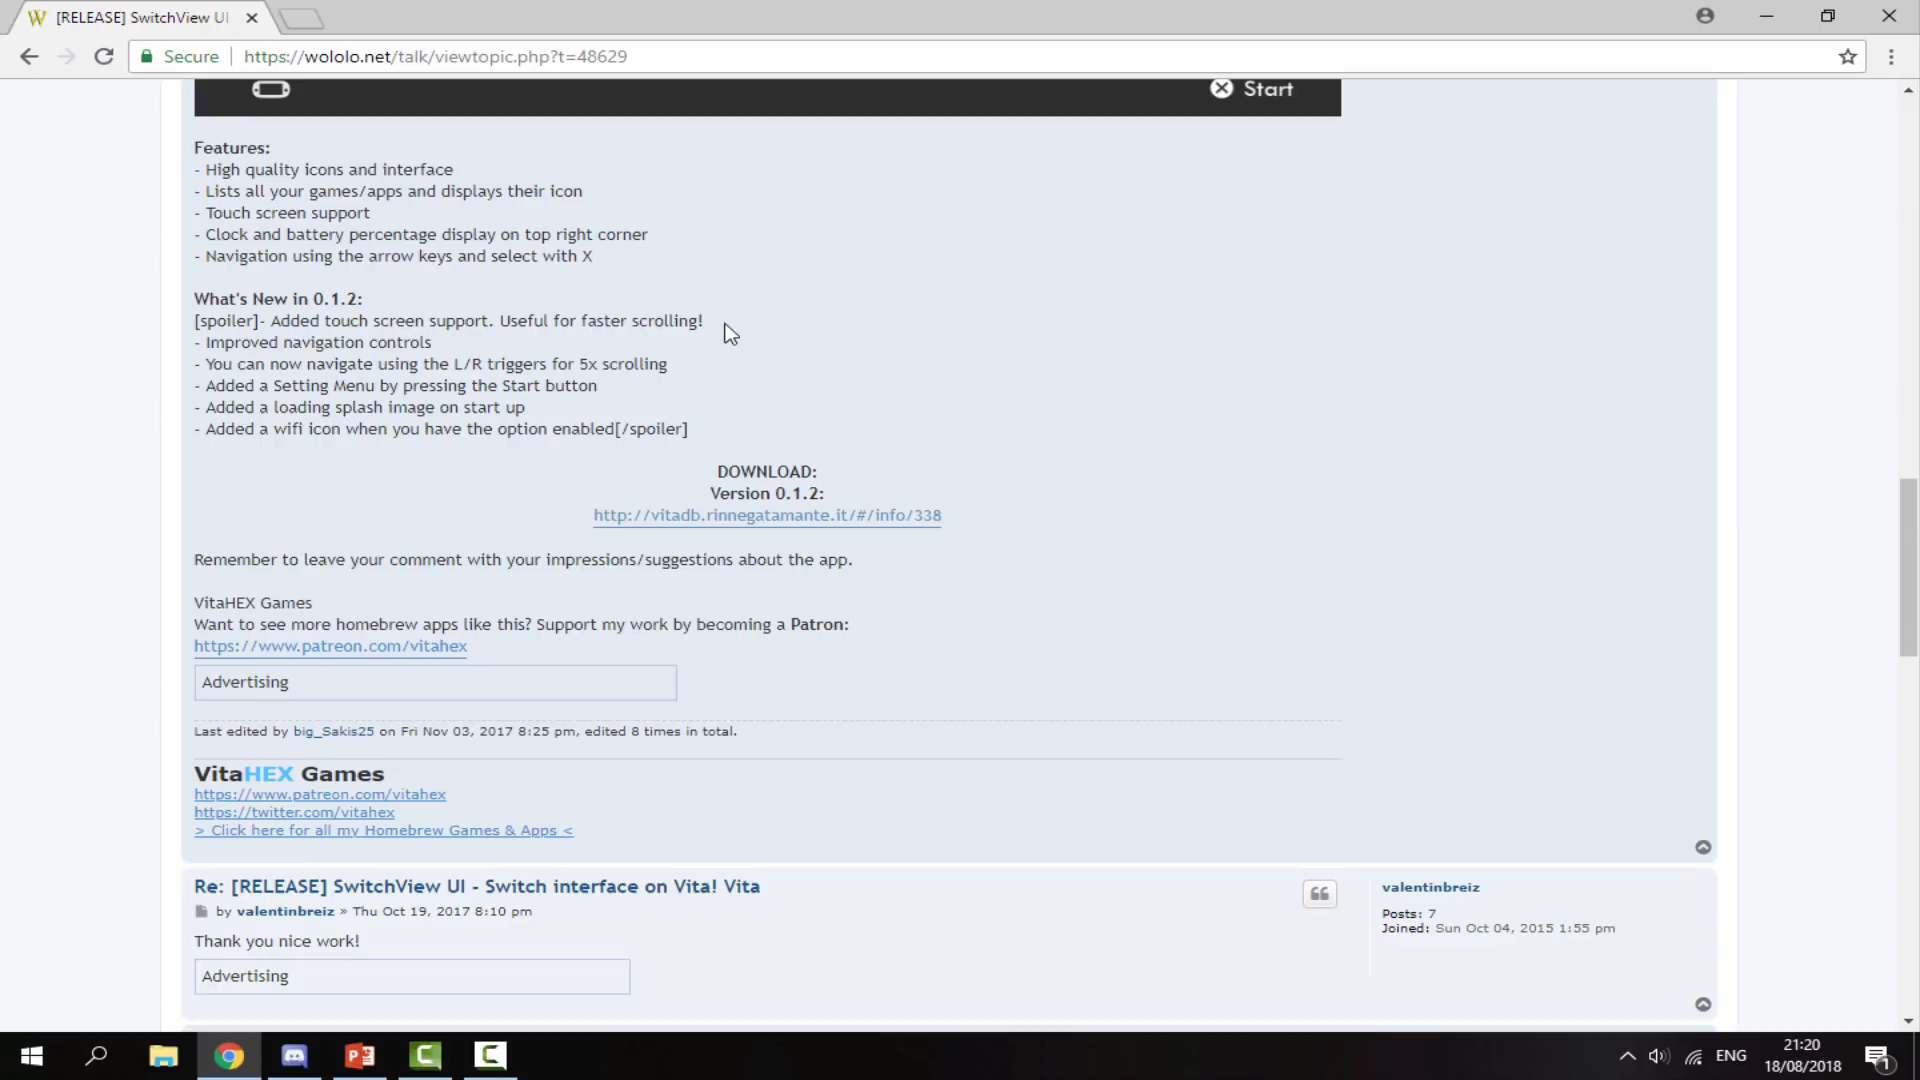 [RELEASE] SwitchView UI
Secure
https://wololo.net/talk/viewtopic.php?t=48629
Start
Features:
- High quality icons and interface
- Lists all your games/apps and displays their icon
- Touch screen support
- Clock and battery percentage display on top right corner
- Navigation using the arrow keys and select with X
What's New in 0.1.2:
[spoiler]- Added touch screen support. Useful for faster scrolling!
- Improved navigation controls
- You can now navigate using the L/R triggers for 5x scrolling
- Added a Setting Menu by pressing the Start button
- Added a loading splash image on start up
- Added a wifi icon when you have the option enabled[/spoiler]
DOWNLOAD:
Version 0.1.2:
http://vitadb.rinnegatamante.it/#/info/338
Remember to leave your comment with your impressions/suggestions about the app.
VitaHEX Games
Want to see more homebrew apps like this? Support my work by becoming a Patron:
https://www.patreon.com/vitahex
Advertising
Last edited by big_Sakis25 on Fri Nov 03, 2017 8:25 pm, edited 8 times in total.
VitaHEX Games
https://www.patreon.com/vitahex
https://twitter.com/vitahex
> Click here for all my Homebrew Games & Apps <
Re: [RELEASE] SwitchView UI - Switch interface on Vita! Vita
by valentinbreiz » Thu Oct 19, 2017 8:10 pm
Thank you nice work!
Advertising
valentinbreiz
Posts: 7
Joined: Sun Oct 04, 2015 1:55 pm
ENG
21:20
18/08/2018
1